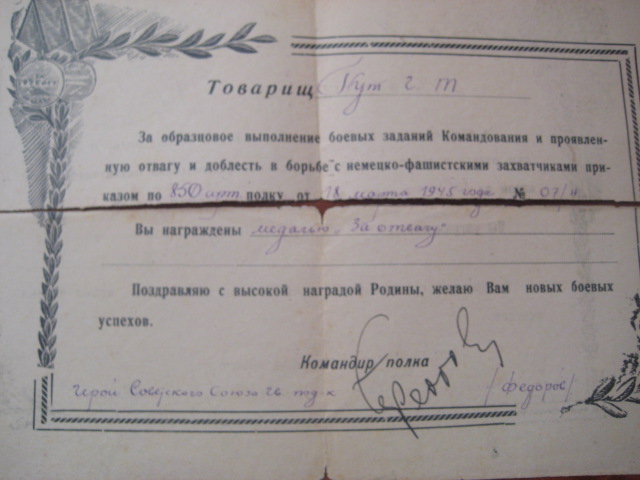 Товарищ Кут г. т
За образцовое выполнение боевых заданий Командования и проявлен-
ную отвагу и доблесть в борьбе с немецко-фашистскими захватчиками при-
казом по 850 арт. полку от 18 марта 1945 года № 07/н
Вы награждены медалью „За отвагу"
Поздравляю с высокой наградой Родины, желаю Вам новых боевых
успехов.
Командир полка
Герой Советского Союза гв. под-к /Федоров/